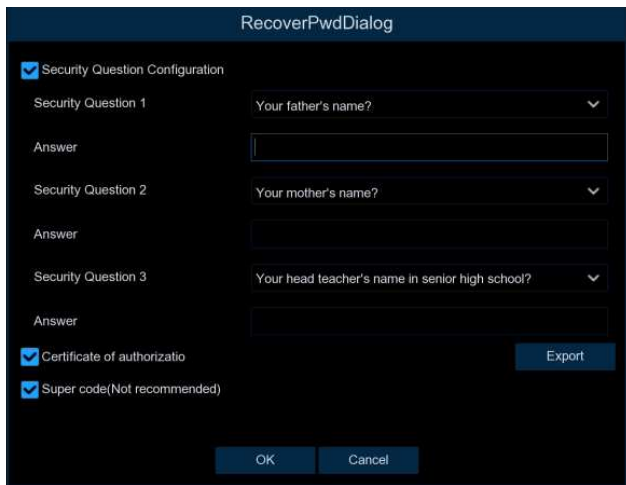 RecoverPwdDialog
Security Question Configuration
Security Question 1 Your father's name?
Answer
Security Question 2 Your mother's name?
Answer
Security Question 3 Your head teacher's name in senior high school?
Answer
Certificate of authorizatio Export
Super code(Not recommended)
OK Cancel